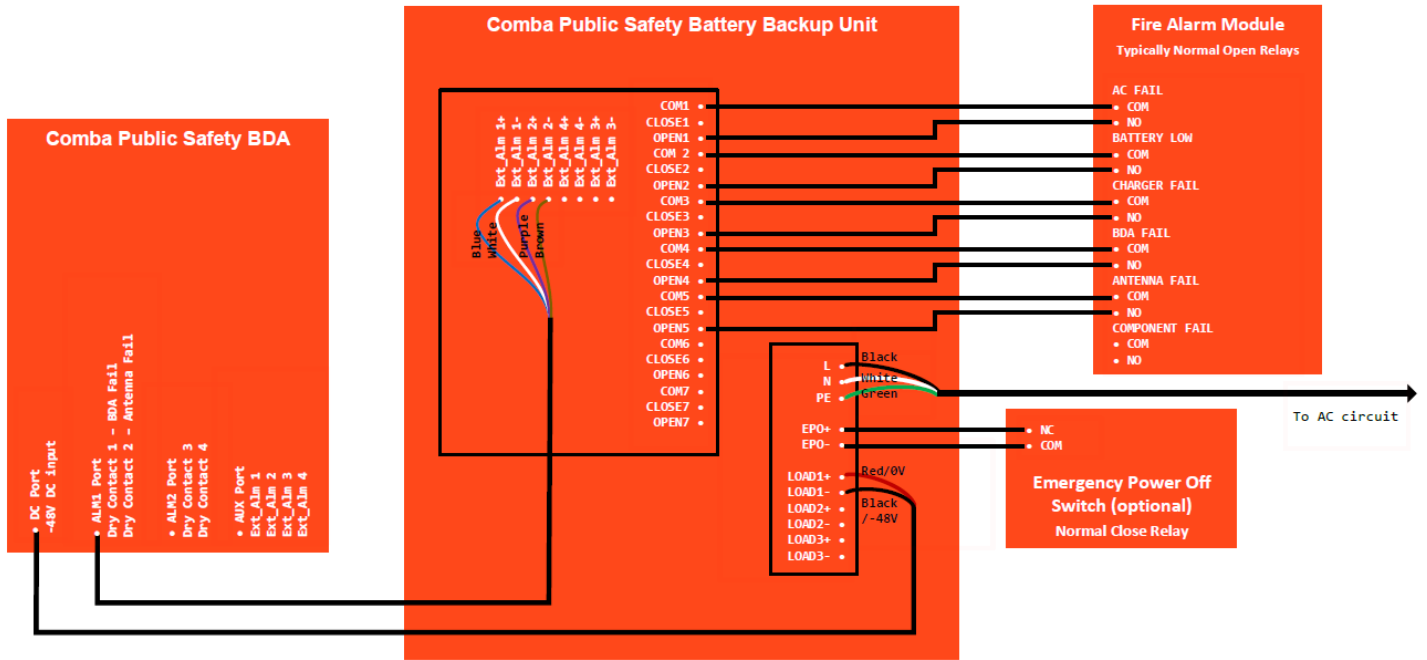 Comba Public Safety BDA
DC Port
-48V DC input
ALM1 Port
Dry Contact 1 - BDA Fail
Dry Contact 2 - Antenna Fail
ALM2 Port
Dry Contact 3
Dry Contact 4
AUX Port
Ext_Alm 1
Ext_Alm 2
Ext_Alm 3
Ext_Alm 4
Comba Public Safety Battery Backup Unit
Ext_Alm 1+
Ext_Alm 1-
Ext_Alm 2+
Ext_Alm 2-
Ext_Alm 4+
Ext_Alm 4-
Ext_Alm 3+
Ext_Alm 3-
Blue
White
Purple
Brown
COM1
CLOSE1
OPEN1
COM 2
CLOSE2
OPEN2
COM3
CLOSE3
OPEN3
COM4
CLOSE4
OPEN4
COM5
CLOSE5
OPEN5
COM6
CLOSE6
OPEN6
COM7
CLOSE7
OPEN7
L
N
PE
EPO+
EPO-
LOAD1+
LOAD1-
LOAD2+
LOAD2-
LOAD3+
LOAD3-
Black
White
Green
Red/0V
Black
/-48V
Fire Alarm Module
Typically Normal Open Relays
AC FAIL
COM
NO
BATTERY LOW
COM
NO
CHARGER FAIL
COM
NO
BDA FAIL
COM
NO
ANTENNA FAIL
COM
NO
COMPONENT FAIL
COM
NO
To AC circuit
NC
COM
Emergency Power Off
Switch (optional)
Normal Close Relay